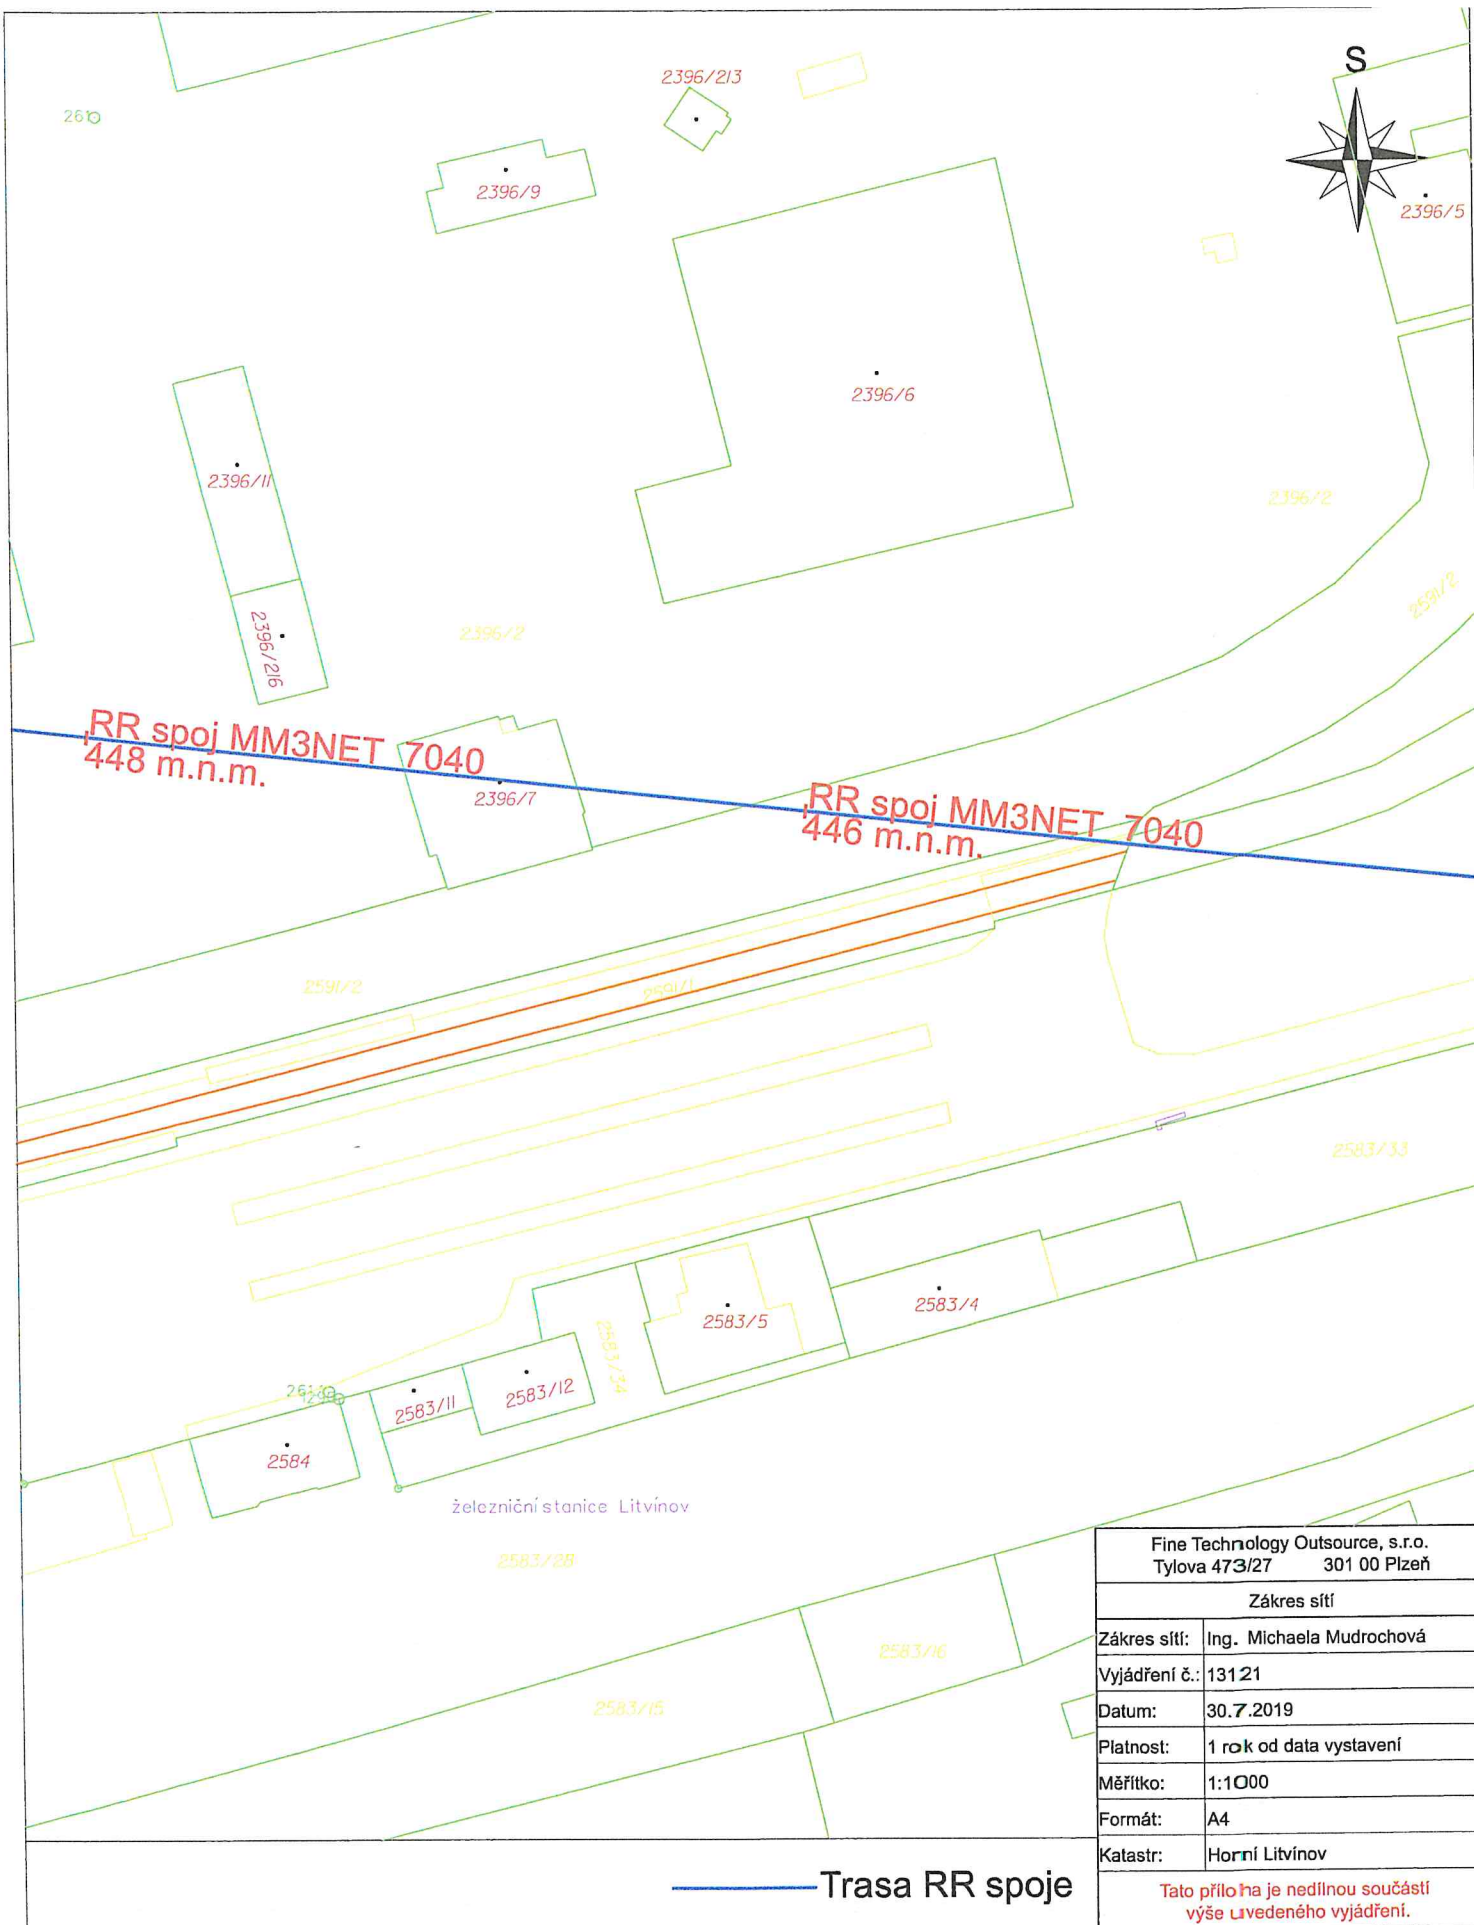 S
2396/213
261
2396/9
2396/5
2396/6
2396/11
2396/2
2591/2
2396/216
2396/2
RR spoj MM3NET 7040
448 m.n.m.
2396/7
RR spoj MM3NET 7040
446 m.n.m.
2591/2
2591/1
2583/33
2583/4
2583/5
2583/34
2583/12
2583/11
2584
železniční stanice Litvínov
2583/28
2583/16
2583/15
Fine Technology Outsource, s.r.o.
Tylova 473/27 301 00 Plzeň
Zákres sítí
Zákres sítí: Ing. Michaela Mudrochová
Vyjádření č.: 13121
Datum: 30.7.2019
Platnost: 1 rok od data vystavení
Měřítko: 1:1000
Formát: A4
Katastr: Horní Litvínov
Tato příloha je nedílnou součástí
výše uvedeného vyjádření.
Trasa RR spoje